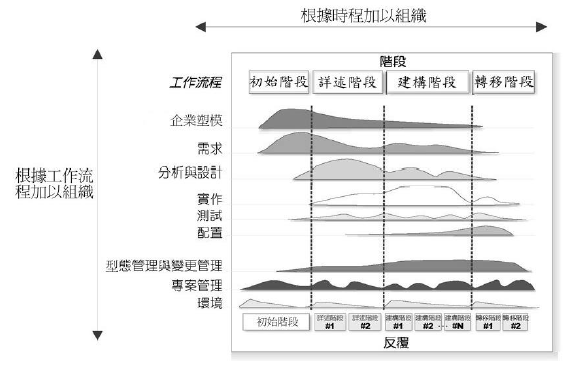 根據時程加以組織
階段
工作流程
初始階段 詳述階段 建構階段 轉移階段
企業塑模
需求
分析與設計
實作
測試
配置
根據工作流
程加以組織
型態管理與變更管理
專案管理
環境
初始階段 詳述階段 #1 詳述階段 #2 建構階段 #1 建構階段 #2 … 建構階段 #N 轉移階段 #1 轉移階段 #2
反覆